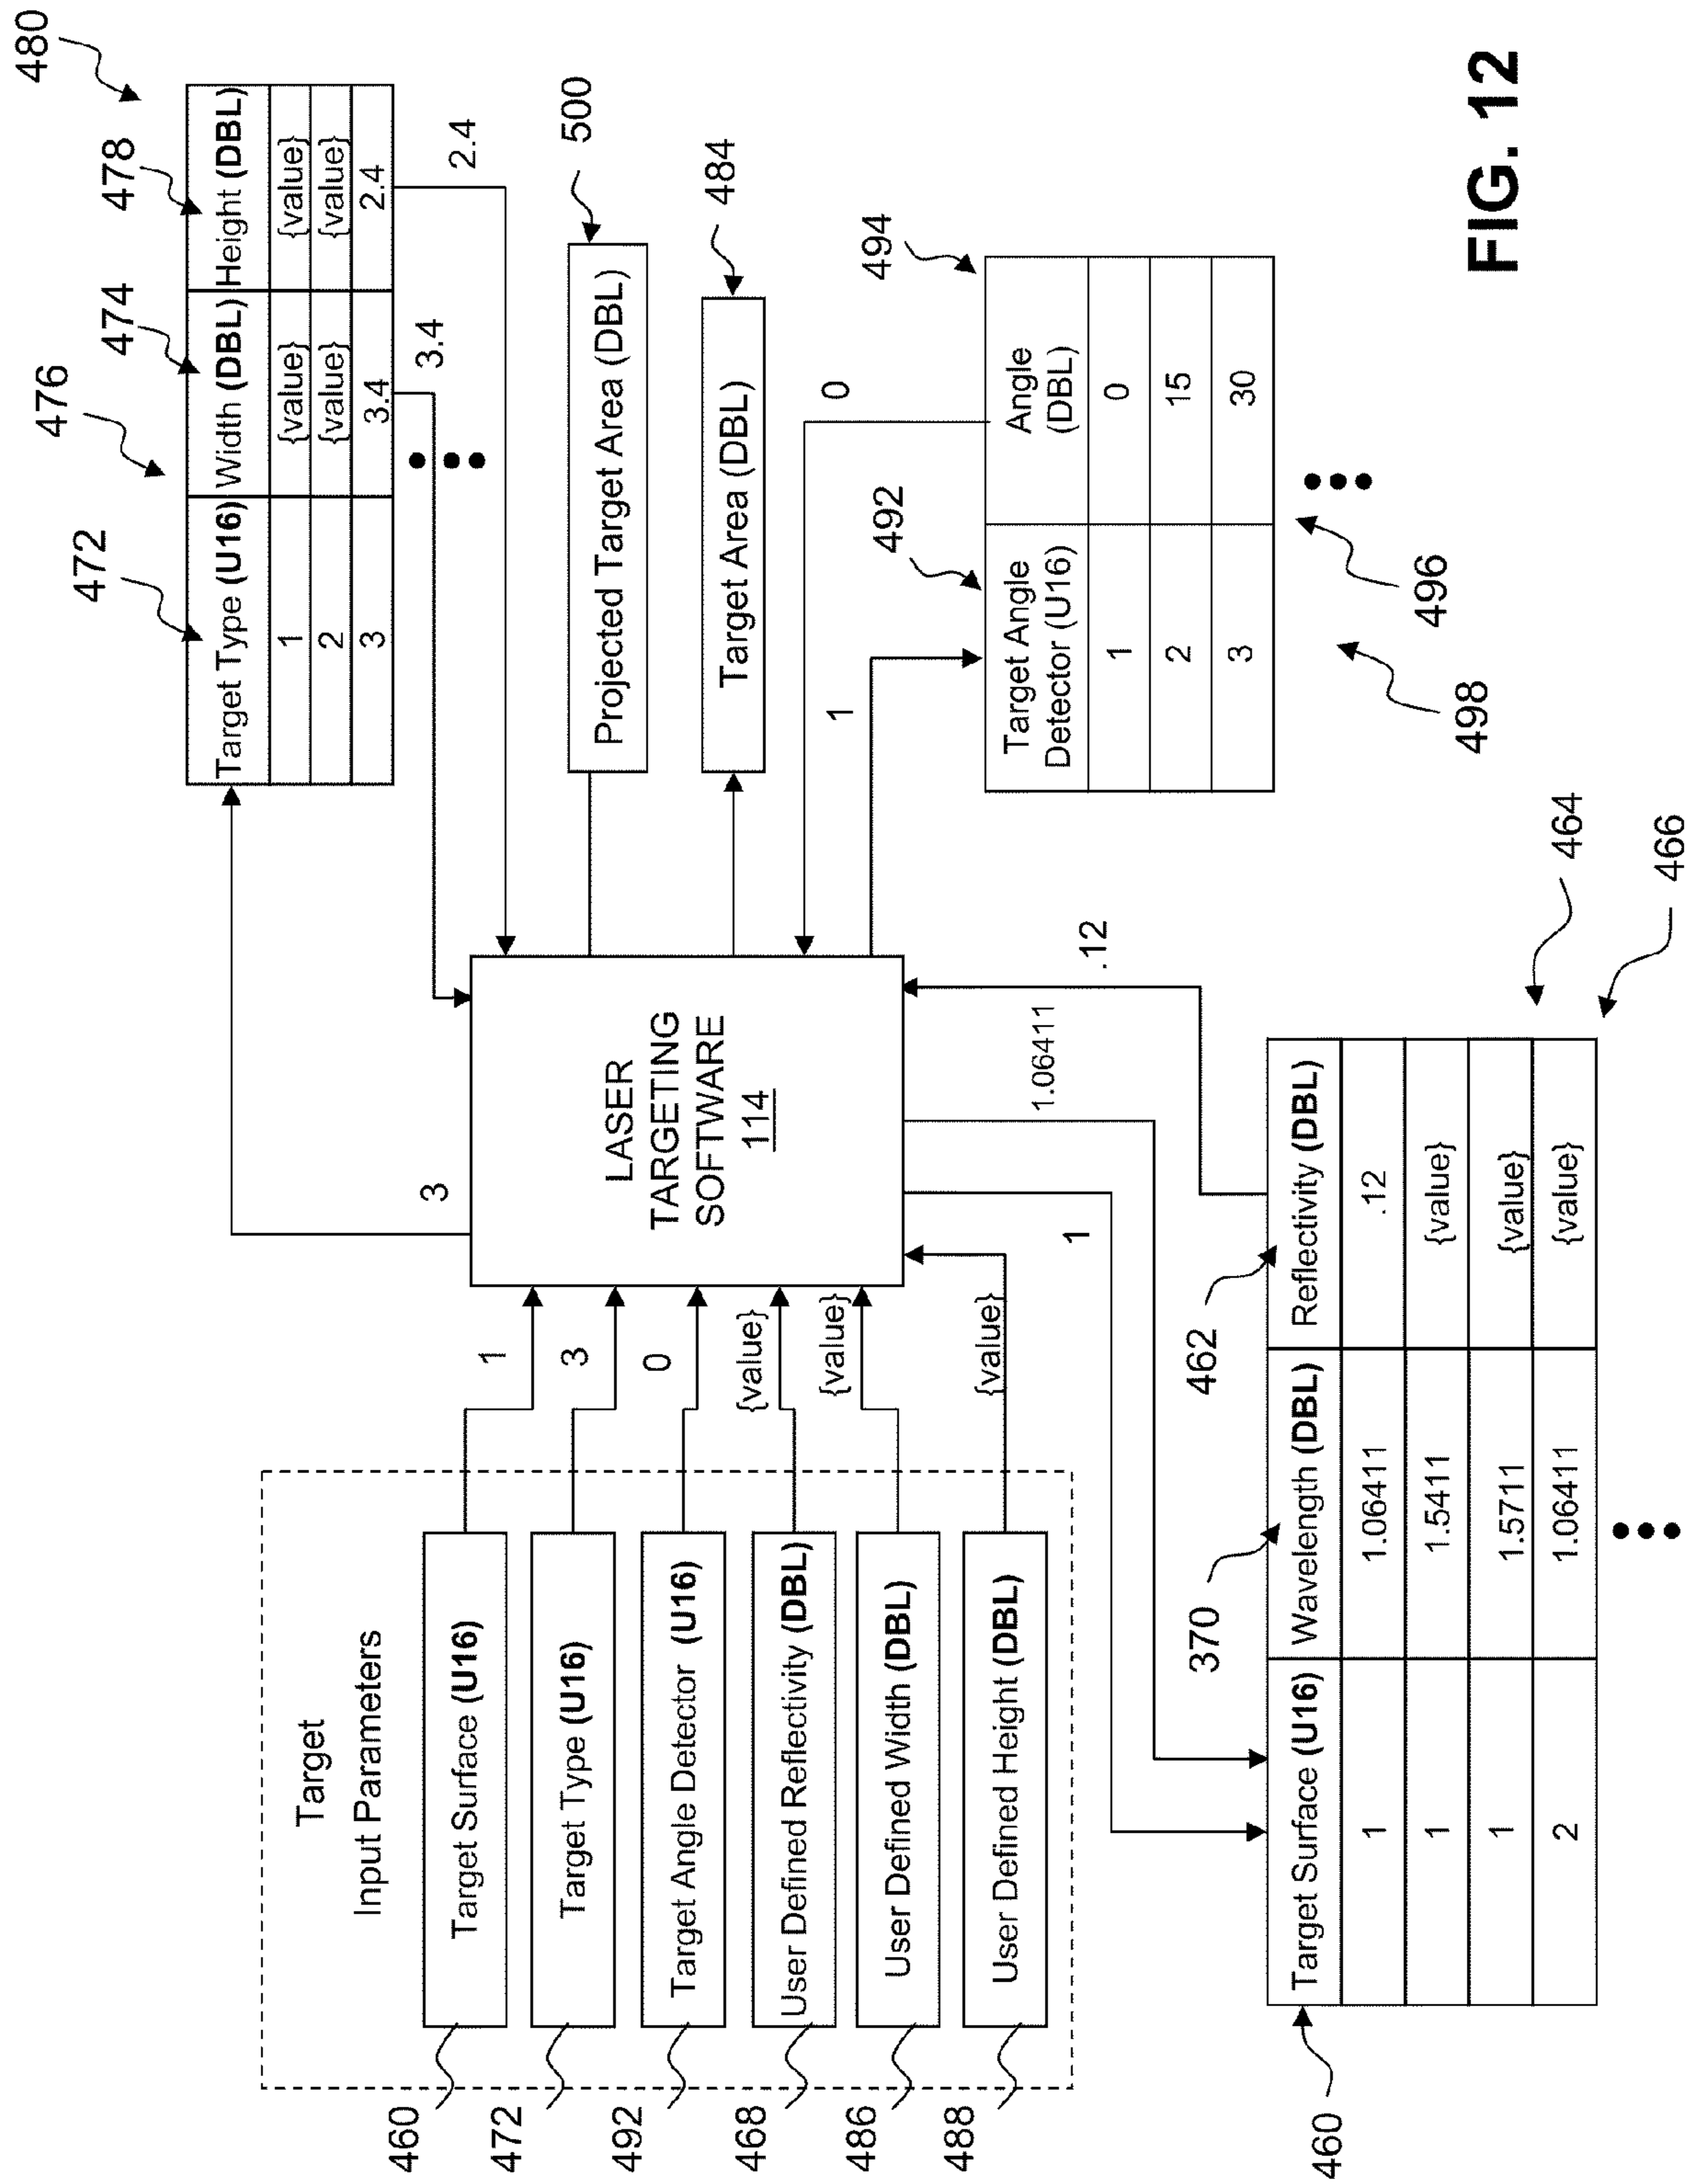 Target
Input Parameters
460
Target Surface (U16)
1
472
Target Type (U16)
3
492
Target Angle Detector (U16)
0
468
User Defined Reflectivity (DBL)
{value}
486
User Defined Width (DBL)
{value}
488
User Defined Height (DBL)
{value}
LASER
TARGETING
SOFTWARE
114
3
472
476
474
478
480
Target Type (U16) Width (DBL) Height (DBL)
1 {value} {value}
2 {value} {value}
3 3.4 2.4
3.4
2.4
Projected Target Area (DBL)
500
Target Area (DBL)
484
0
1
492
494
Target Angle
Detector (U16)
Angle
(DBL)
1 0
2 15
3 30
496
498
1
1.06411
.12
460
370
462
Target Surface (U16) Wavelength (DBL) Reflectivity (DBL)
1 1.06411 .12
1 1.5411 {value}
1 1.5711 {value}
2 1.06411 {value}
464
466
FIG. 12